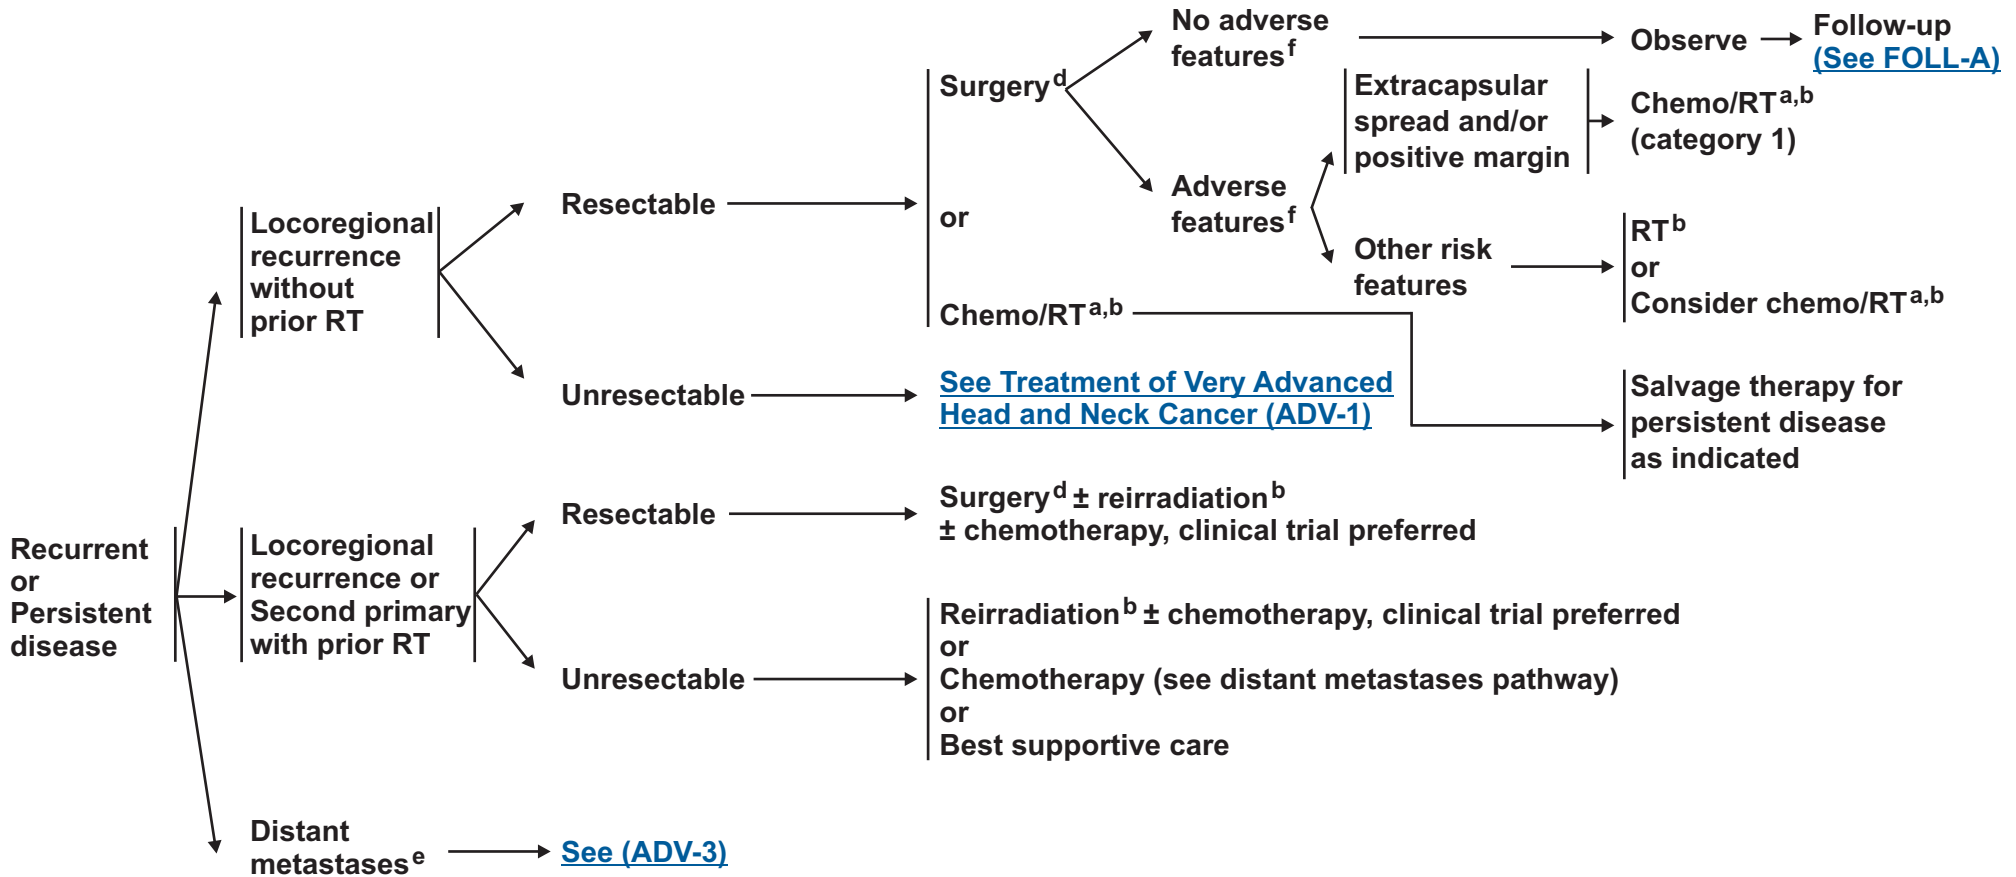 Recurrent
or
Persistent
disease
Locoregional
recurrence
without
prior RT
Resectable
Surgery d
or
Chemo/RT a,b
No adverse
features f
Observe
Follow-up
(See FOLL-A)
Adverse
features f
Extracapsular
spread and/or
positive margin
Chemo/RT a,b
(category 1)
Other risk
features
RT b
or
Consider chemo/RT a,b
Salvage therapy for
persistent disease
as indicated
Unresectable
See Treatment of Very Advanced
Head and Neck Cancer (ADV-1)
Locoregional
recurrence or
Second primary
with prior RT
Resectable
Surgery d ± reirradiation b
± chemotherapy, clinical trial preferred
Unresectable
Reirradiation b ± chemotherapy, clinical trial preferred
or
Chemotherapy (see distant metastases pathway)
or
Best supportive care
Distant
metastases e
See (ADV-3)